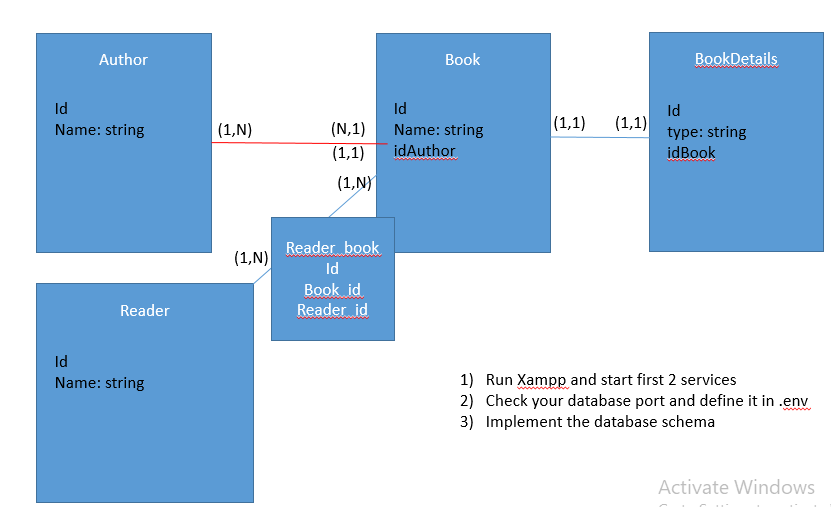 Author
Id
Name: string
(1,N)
(N,1)
(1,1)
(1,N)
Book
Id
Name: string
idAuthor
(1,1)
(1,1)
BookDetails
Id
type: string
idBook
(1,N)
Reader_book
Id
Book_id
Reader_id
Reader
Id
Name: string
1) Run Xampp and start first 2 services
2) Check your database port and define it in .env
3) Implement the database schema
Activate Windows